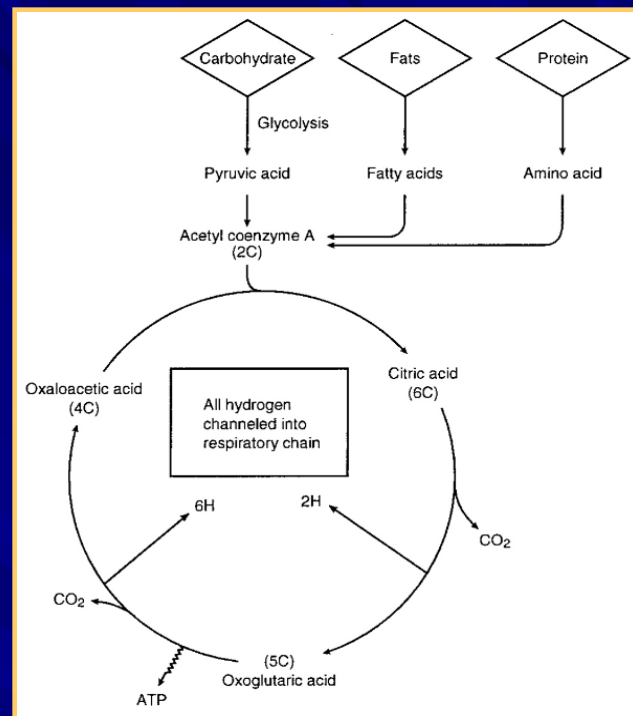 Carbohydrate
Fats
Protein
Glycolysis
Pyruvic acid
Fatty acids
Amino acid
Acetyl coenzyme A
(2C)
Oxaloacetic acid
(4C)
Citric acid
(6C)
All hydrogen
channeled into
respiratory chain
6H
2H
CO₂
CO₂
(5C)
Oxoglutaric acid
ATP